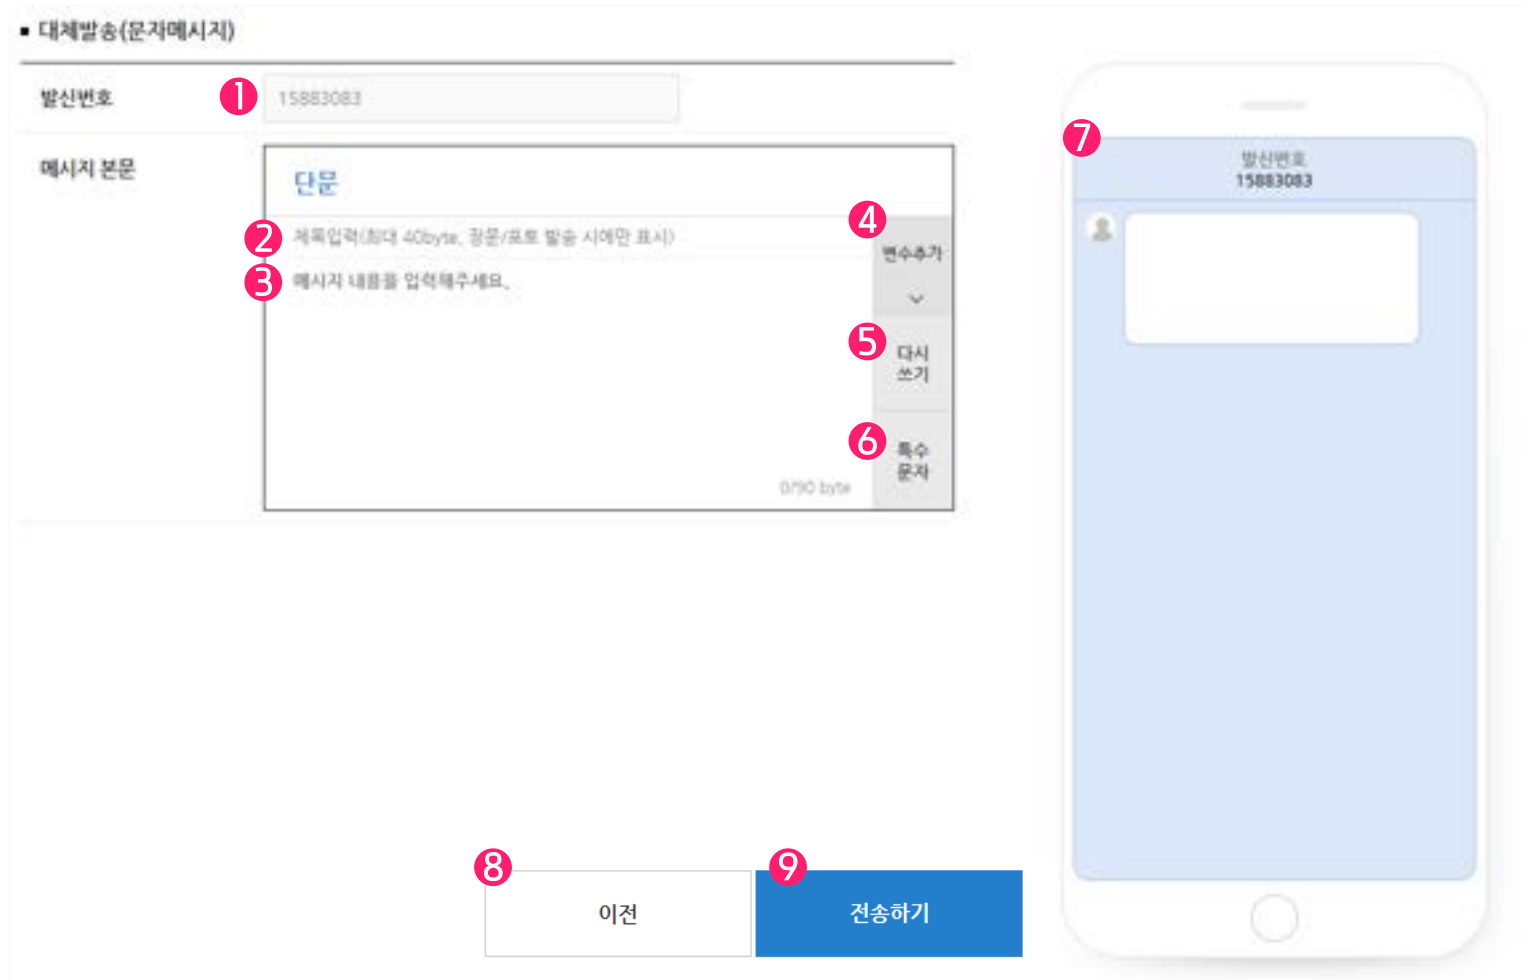 ▪ 대체발송(문자메시지)
발신번호
1
15883083
메시지 본문
단문
2
제목입력(최대 40byte, 장문/포토 발송 시에만 표시)
3
메시지 내용을 입력해주세요.
4
변수추가
5
다시
쓰기
6
특수
문자
0/90 byte
7
발신번호
15883083
8
이전
9
전송하기